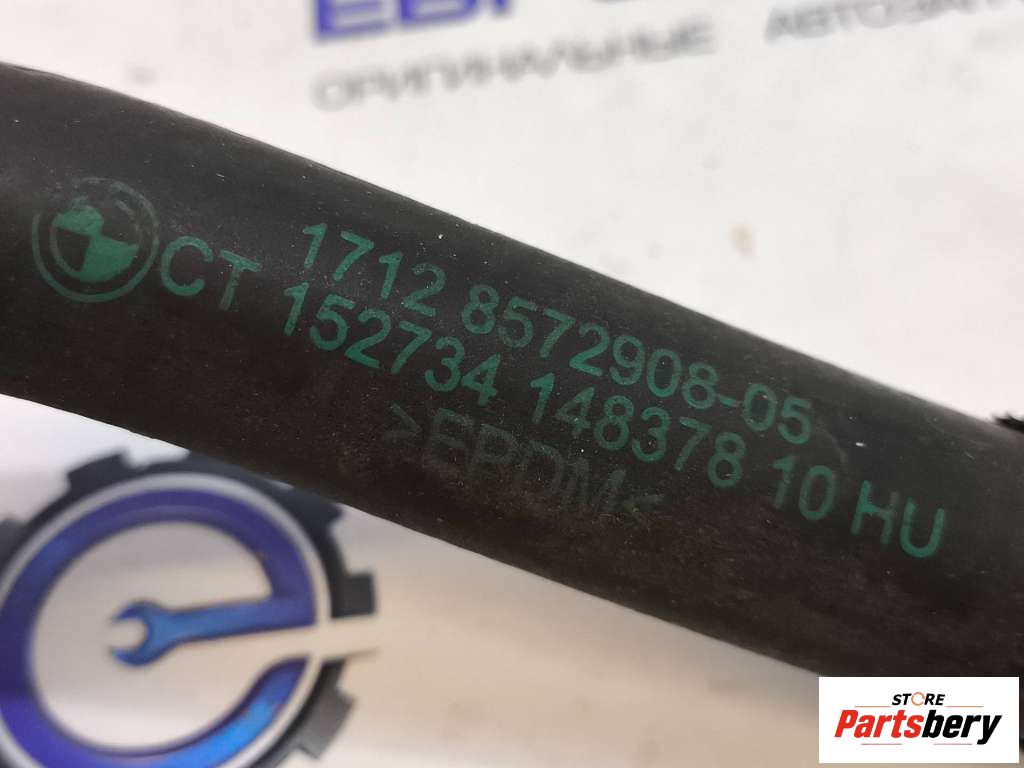 ОРИГИНАЛЬНЫЕ
1712 8572908-05
CT 152734 148378 10 HU
>EPDM<
STORE
Partsbery